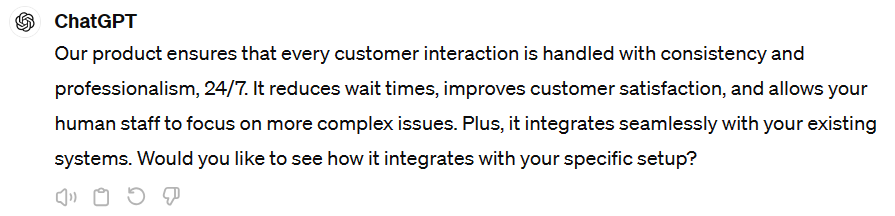 ChatGPT
Our product ensures that every customer interaction is handled with consistency and
professionalism, 24/7. It reduces wait times, improves customer satisfaction, and allows your
human staff to focus on more complex issues. Plus, it integrates seamlessly with your existing
systems. Would you like to see how it integrates with your specific setup?